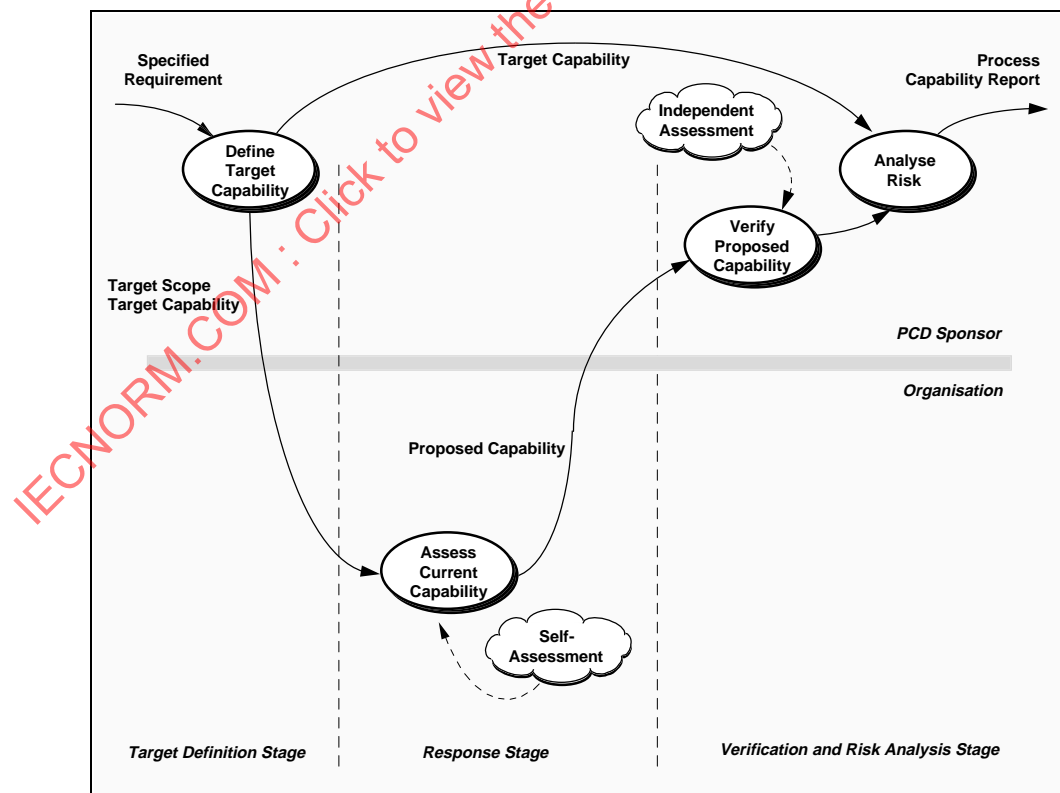 Specified
Requirement
Target Capability
Process
Capability Report
Independent
Assessment
Define
Target
Capability
Analyse
Risk
Verify
Proposed
Capability
Target Scope
Target Capability
PCD Sponsor
Organisation
Proposed Capability
Assess
Current
Capability
Self-
Assessment
Target Definition Stage
Response Stage
Verification and Risk Analysis Stage
IECNORM.COM : Click to view the